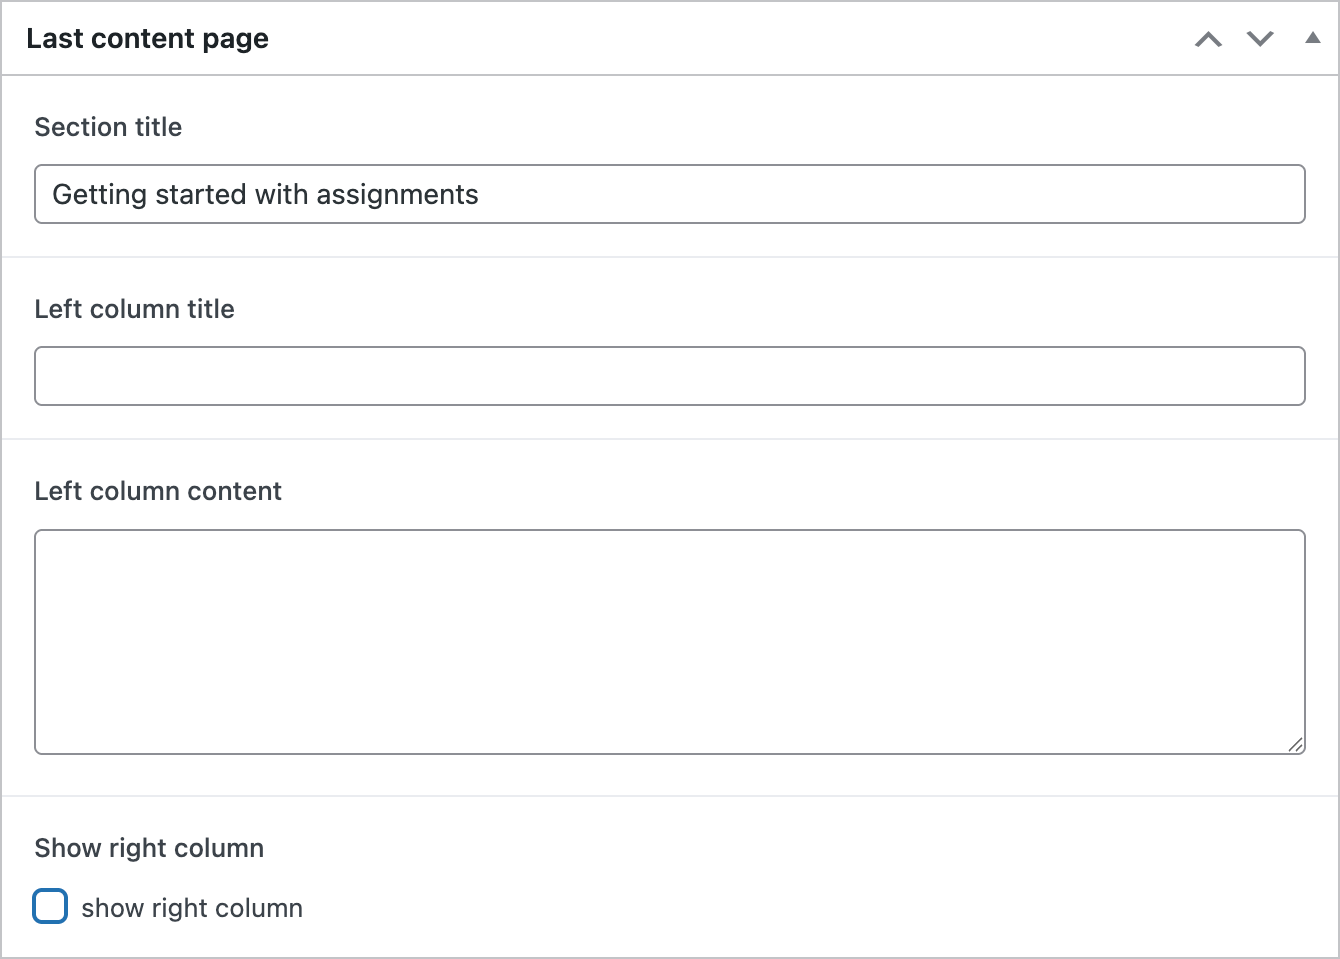 Last content page
Section title
Getting started with assignments
Left column title
Left column content
Show right column
show right column